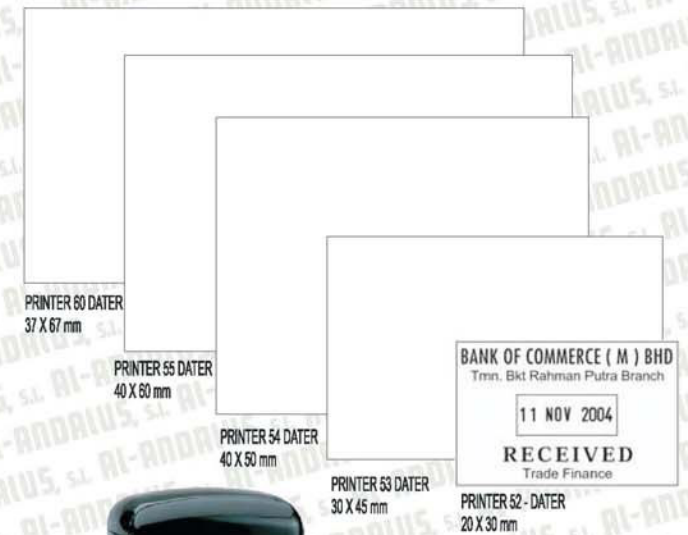 PRINTER 60 DATER
37 X 67 mm
PRINTER 55 DATER
40 X 60 mm
PRINTER 54 DATER
40 X 50 mm
PRINTER 53 DATER
30 X 45 mm
BANK OF COMMERCE ( M ) BHD
Tmn. Bkt Rahman Putra Branch
11 NOV 2004
RECEIVED
Trade Finance
PRINTER 52 - DATER
20 X 30 mm
Al-ANDALUS, S.L.